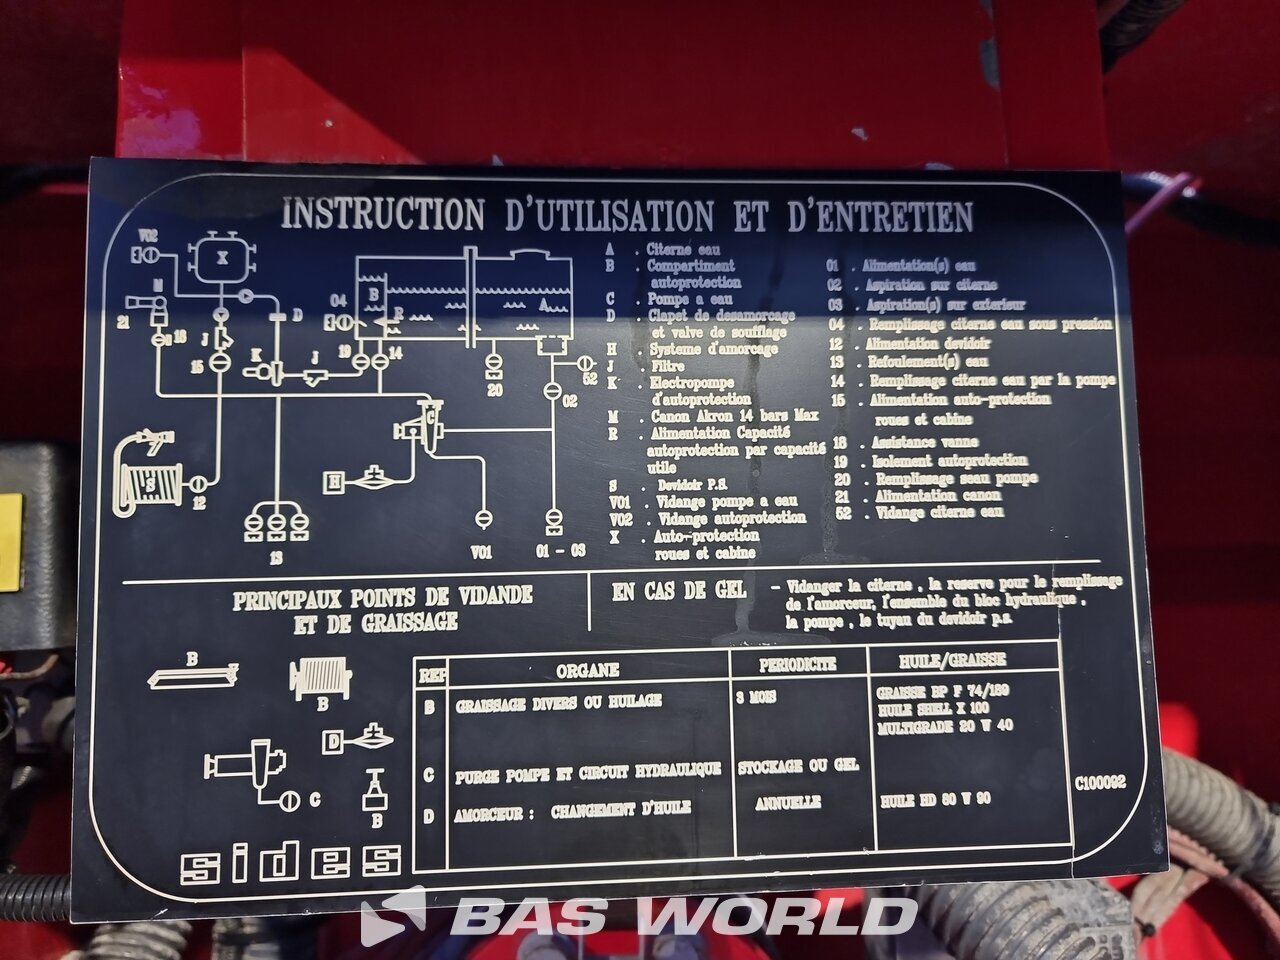 INSTRUCTION D'UTILISATION ET D'ENTRETIEN
V02
X
M
21
18
J
15
K
D
J
04
B
R
A
19
14
20
52
02
C
S
12
H
13
V01
01 - 03
A . Citerne eau
B . Compartiment
autoprotection
C . Pompe a eau
D . Clapet de desamorcage
et valve de soufflage
H . Systeme d'amorcage
J . Filtre
K . Electropompe
d'autoprotection
M . Canon Akron 14 bars Max
R . Alimentation Capacité
autoprotection par capacité
utile
S . Devidoir P.S.
V01 . Vidange pompe a eau
V02 . Vidange autoprotection
X . Auto-protection
roues et cabine
01 . Alimentation(s) eau
02 . Aspiration sur citerne
03 . Aspiration(s) sur exterieur
04 . Remplissage citerne eau sous pression
12 . Alimentation devidoir
13 . Refoulement(s) eau
14 . Remplissage citerne eau par la pompe
15 . Alimentation auto-protection
roues et cabine
18 . Assistance vanne
19 . Isolement autoprotection
20 . Remplissage seau pompe
21 . Alimentation canon
52 . Vidange citerne eau
PRINCIPAUX POINTS DE VIDANDE
ET DE GRAISSAGE
EN CAS DE GEL - Vidanger la citerne , la reserve pour le remplissage
de l'amorceur, l'ensemble du bloc hydraulique ,
la pompe , le tuyau du devidoir p.s.
B
B
D
C
B
sides
REP ORGANE PERIODICITE HUILE/GRAISSE
B GRAISSAGE DIVERS OU HUILAGE 3 MOIS GRAISSE BP F 74/189
HUILE SHELL X 100
MULTIGRADE 20 W 40
C PURGE POMPE ET CIRCUIT HYDRAULIQUE STOCKAGE OU GEL
D AMORCEUR : CHANGEMENT D'HUILE ANNUELLE HUILE HD 80 W 90
C100092
BAS WORLD